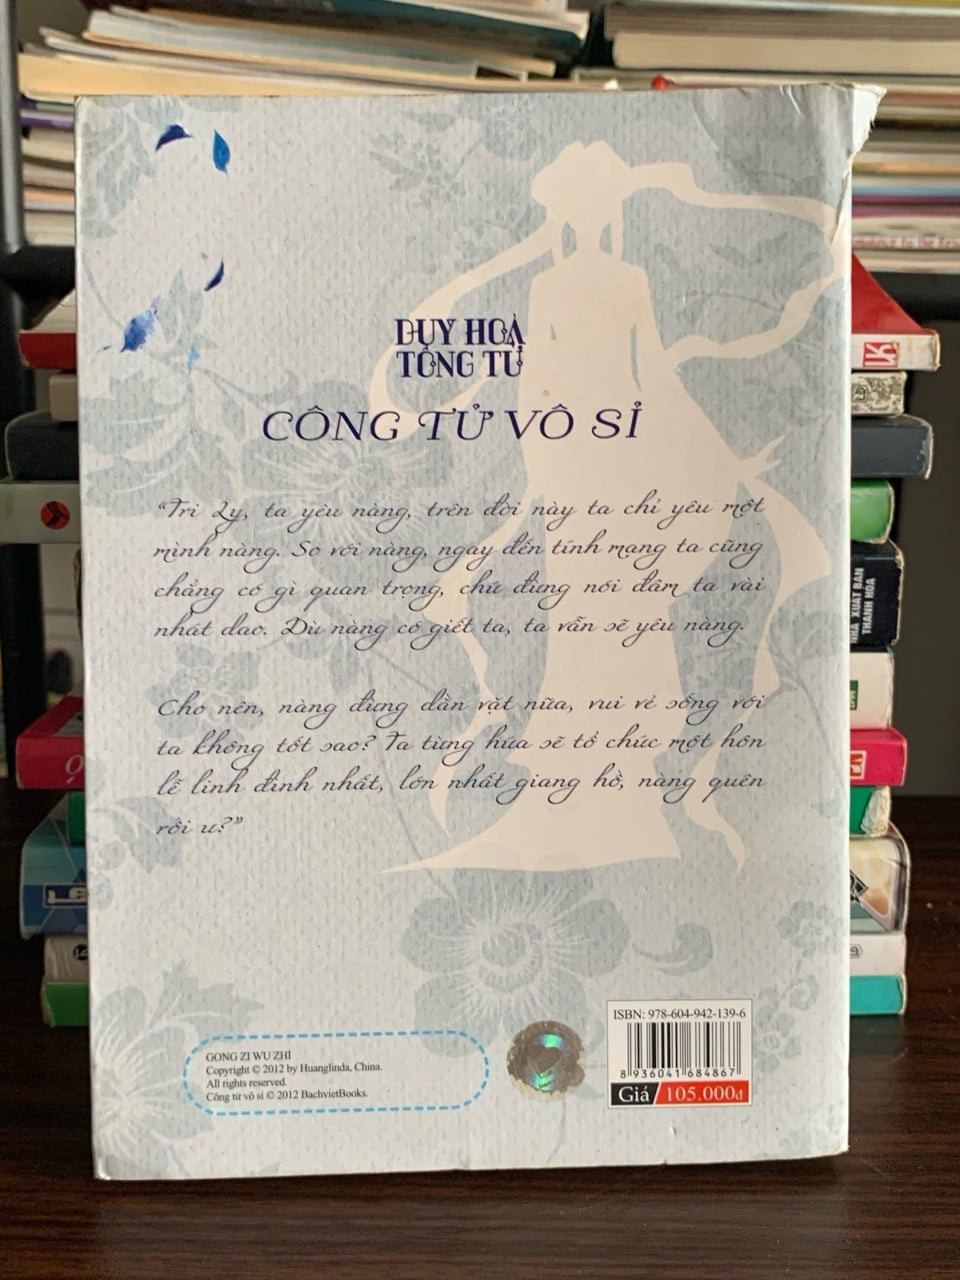 DUY HOÀ
TÔNG TỬ
CÔNG TỬ VÔ SỈ
“Tri Ly, ta yêu nàng, trên đời này ta chỉ yêu một
mình nàng. So với nàng, ngay đến tính mạng ta cũng
chẳng có gì quan trọng, chứ đừng nói đâm ta vài
nhát dao. Dù nàng có giết ta, ta vẫn sẽ yêu nàng.
Cho nên, nàng đừng dằn vặt nữa, vui vẻ sống với
ta không tốt sao? Ta từng hứa sẽ tổ chức một hôn
lễ linh đình nhất, lớn nhất giang hồ, nàng quên
rồi ư?”
GONG ZI WU ZHI
Copyright © 2012 by Huanglinda, China.
All rights reserved.
Công tử vô sỉ © 2012 BachvietBooks.
ISBN: 978-604-942-139-6
8 936041 684867
Giá 105.000đ
NHÀ XUẤT BẢN
THANH HÓA